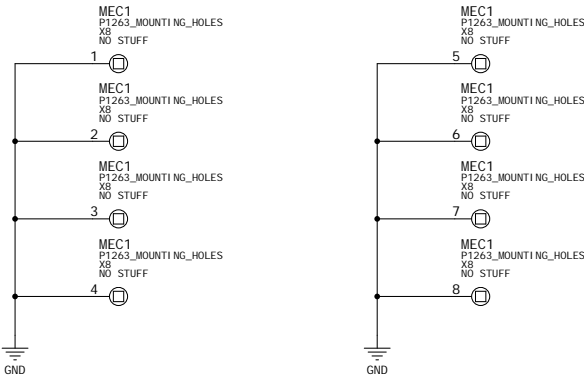 MEC1
P1263_MOUNTING_HOLES
X8
NO STUFF
1
MEC1
P1263_MOUNTING_HOLES
X8
NO STUFF
2
MEC1
P1263_MOUNTING_HOLES
X8
NO STUFF
3
MEC1
P1263_MOUNTING_HOLES
X8
NO STUFF
4
GND
MEC1
P1263_MOUNTING_HOLES
X8
NO STUFF
5
MEC1
P1263_MOUNTING_HOLES
X8
NO STUFF
6
MEC1
P1263_MOUNTING_HOLES
X8
NO STUFF
7
MEC1
P1263_MOUNTING_HOLES
X8
NO STUFF
8
GND